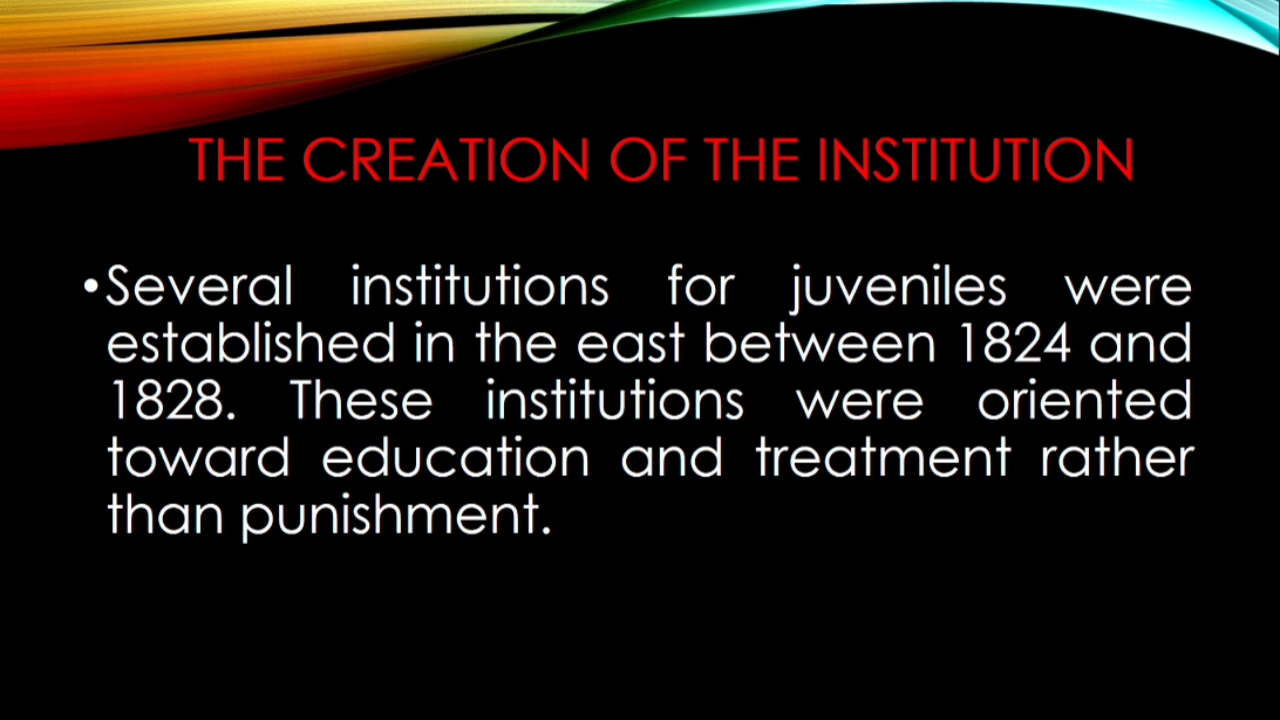 THE CREATION OF THE INSTITUTION
•Several institutions for juveniles were
established in the east between 1824 and
1828. These institutions were oriented
toward education and treatment rather
than punishment.